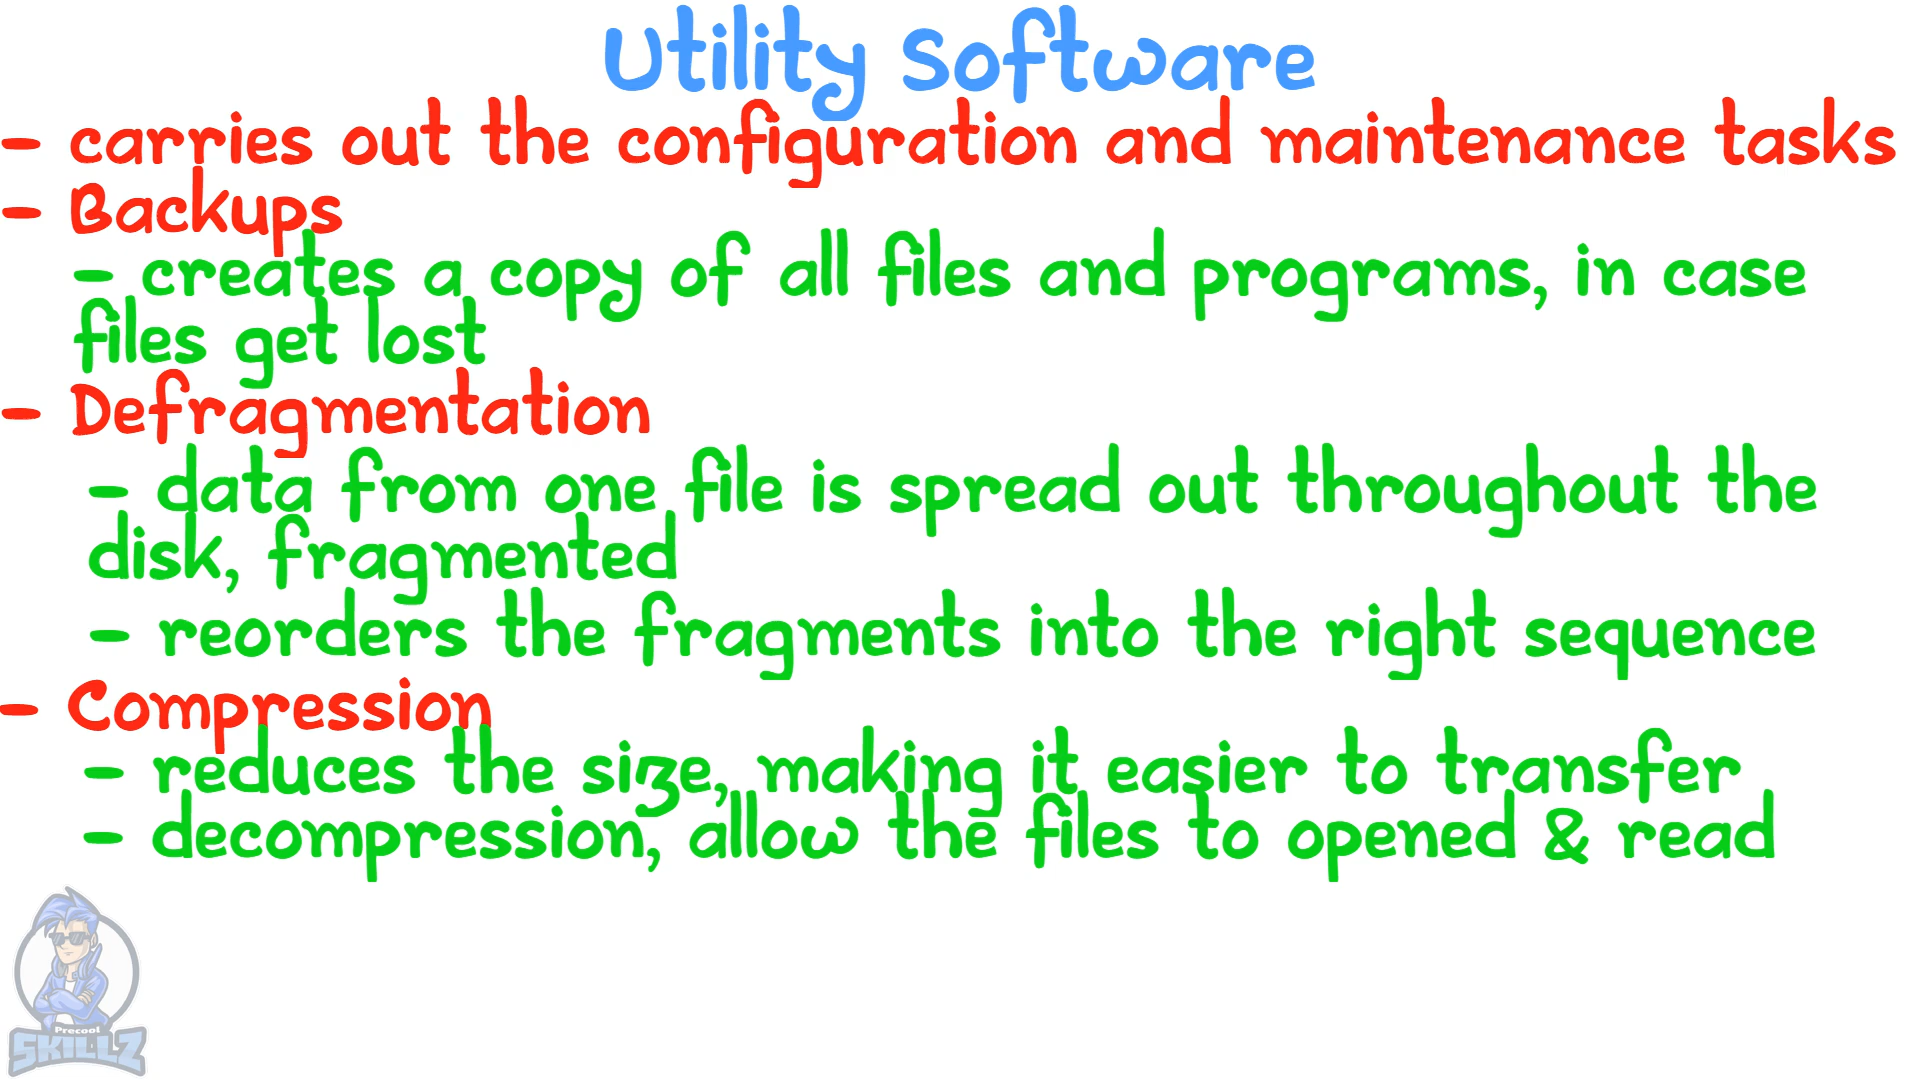 Utility Software
- carries out the configuration and maintenance tasks
- Backups
- creates a copy of all files and programs, in case
files get lost
- Defragmentation
- data from one file is spread out throughout the
disk, fragmented
- reorders the fragments into the right sequence
- Compression
- reduces the size, making it easier to transfer
- decompression, allow the files to opened & read
Precool
SKILLZ